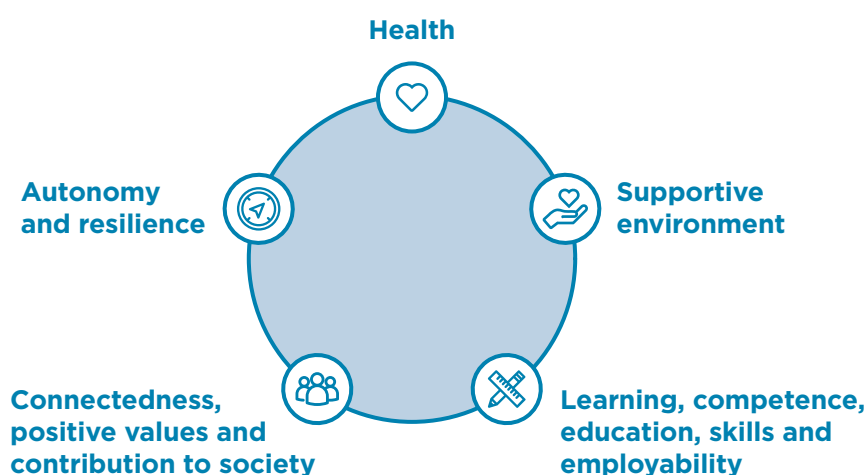 Health
Autonomy
and resilience
Supportive
environment
Connectedness,
positive values and
contribution to society
Learning, competence,
education, skills and
employability